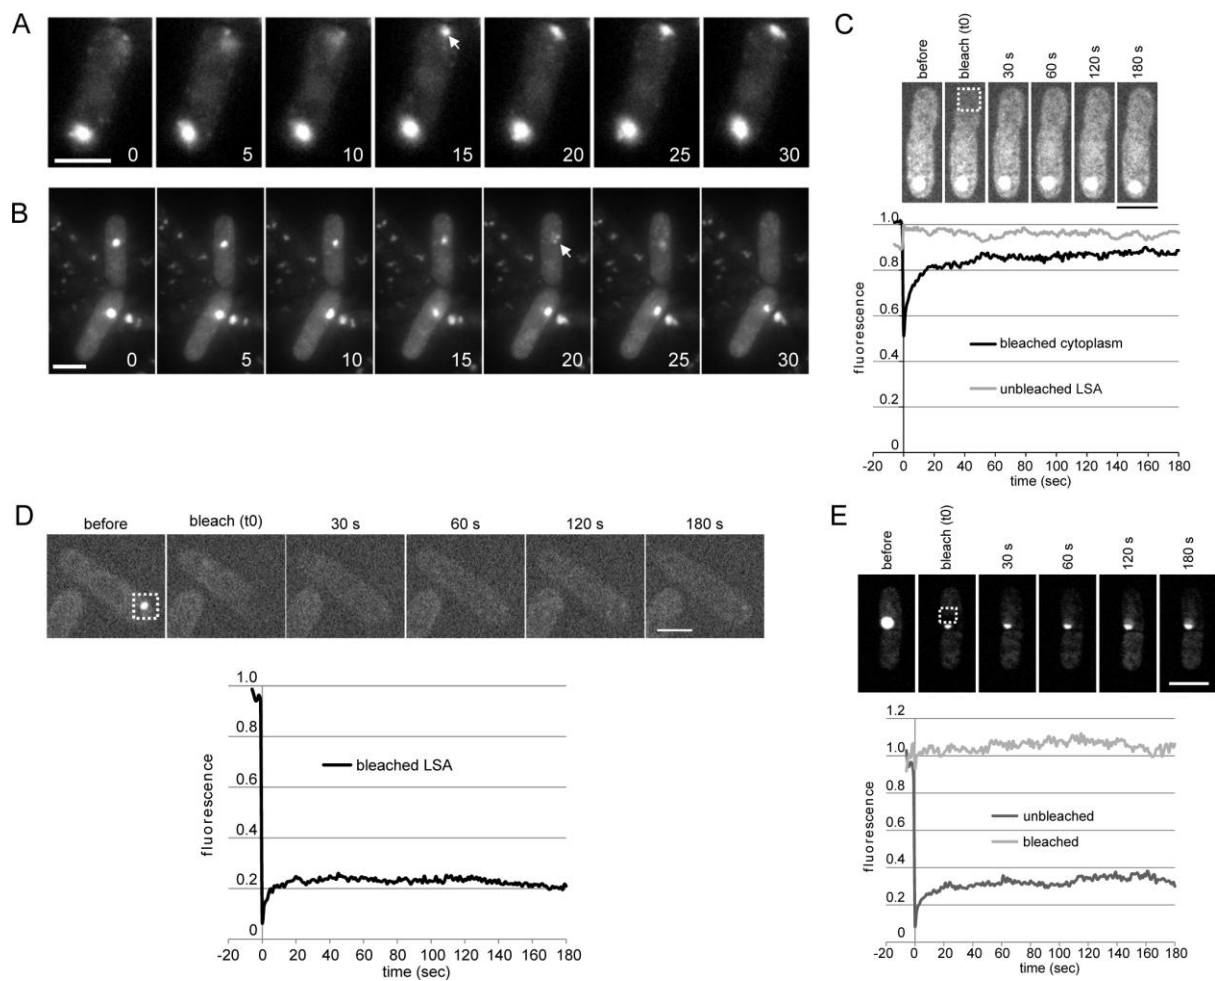 A
0 5 10 15 20 25 30
B
0 5 10 15 20 25 30
C
before bleach (t0) 30 s 60 s 120 s 180 s
1.0
0.8
0.6
0.4
0.2
0
fluorescence
bleached cytoplasm
unbleached LSA
-20 0 20 40 60 80 100 120 140 160 180
time (sec)
D
before bleach (t0) 30 s 60 s 120 s 180 s
1.0
0.8
0.6
0.4
0.2
0
fluorescence
bleached LSA
-20 0 20 40 60 80 100 120 140 160 180
time (sec)
E
before bleach (t0) 30 s 60 s 120 s 180 s
1.2
1.0
0.8
0.6
0.4
0.2
0
fluorescence
unbleached
bleached
-20 0 20 40 60 80 100 120 140 160 180
time (sec)